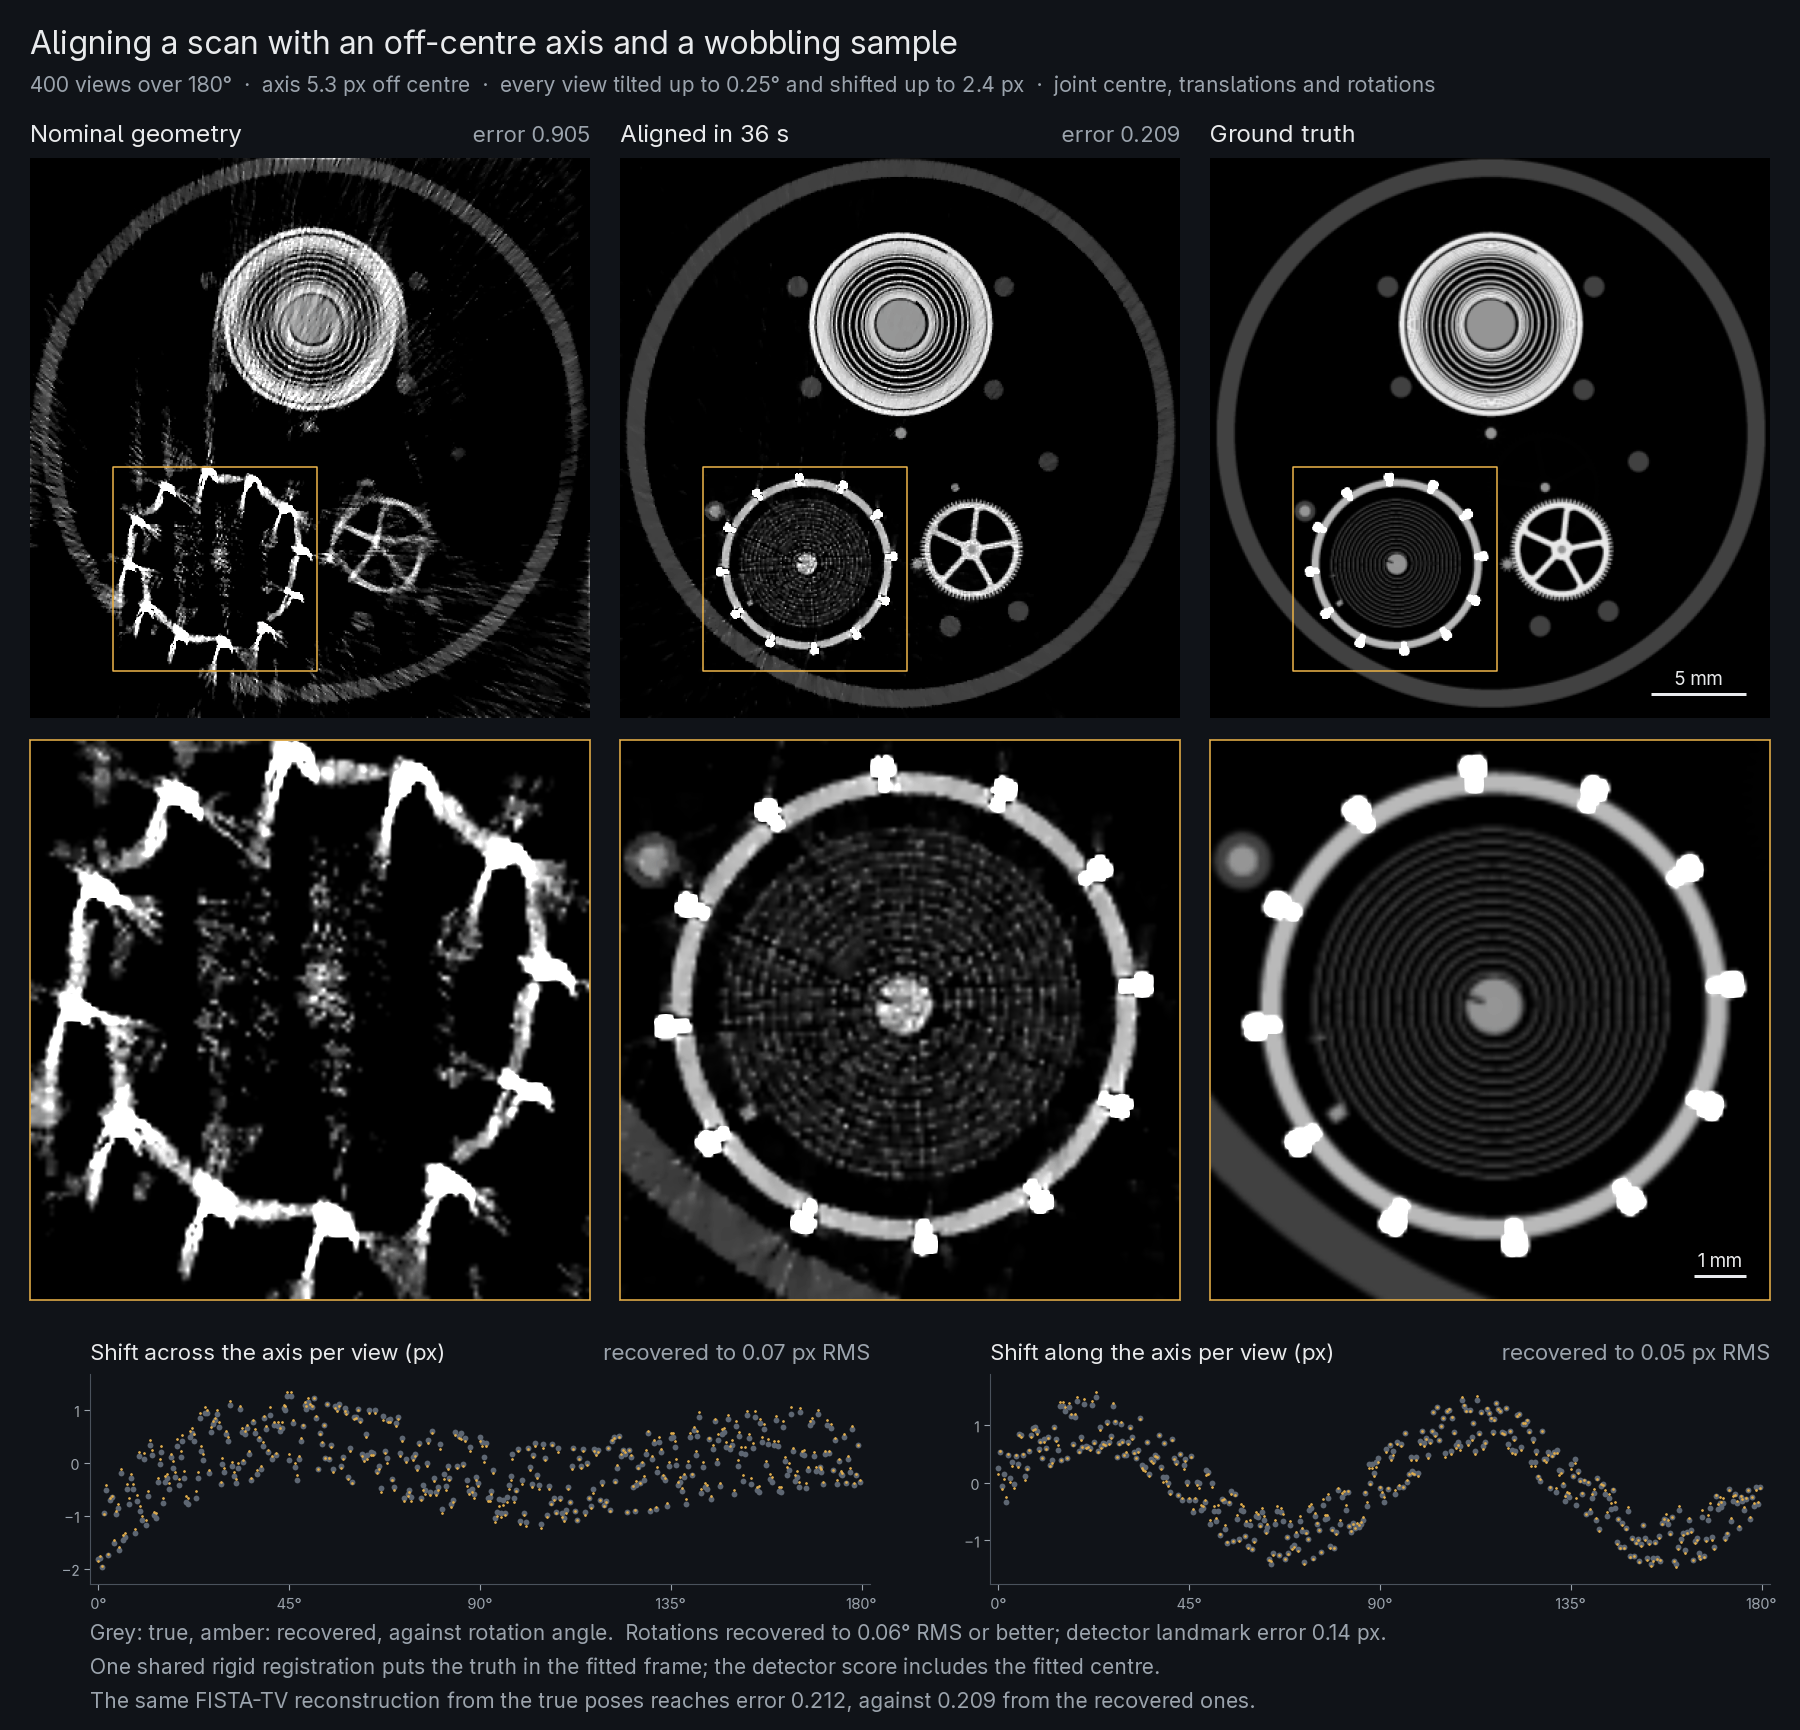 Aligning a scan with an off-centre axis and a wobbling sample
400 views over 180° · axis 5.3 px off centre · every view tilted up to 0.25° and shifted up to 2.4 px · joint centre, translations and rotations
Nominal geometry error 0.905
Aligned in 36 s error 0.209
Ground truth
5 mm
1 mm
Shift across the axis per view (px) recovered to 0.07 px RMS
1
0
−1
−2
0° 45° 90° 135° 180°
Shift along the axis per view (px) recovered to 0.05 px RMS
1
0
−1
0° 45° 90° 135° 180°
Grey: true, amber: recovered, against rotation angle. Rotations recovered to 0.06° RMS or better; detector landmark error 0.14 px.
One shared rigid registration puts the truth in the fitted frame; the detector score includes the fitted centre.
The same FISTA-TV reconstruction from the true poses reaches error 0.212, against 0.209 from the recovered ones.